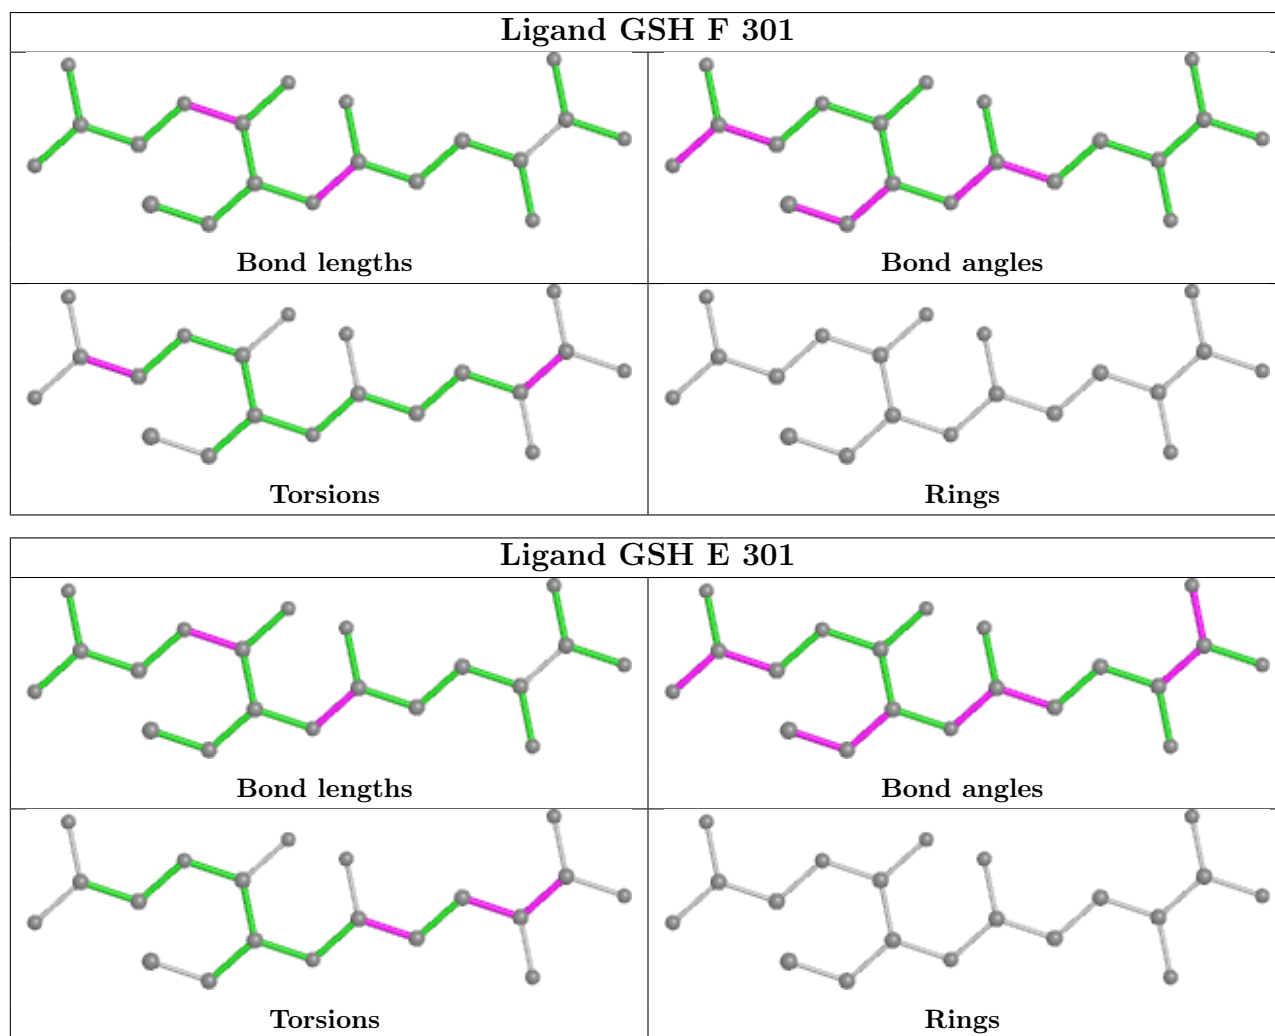 Ligand GSH F 301
Bond lengths
Bond angles
Torsions
Rings
Ligand GSH E 301
Bond lengths
Bond angles
Torsions
Rings